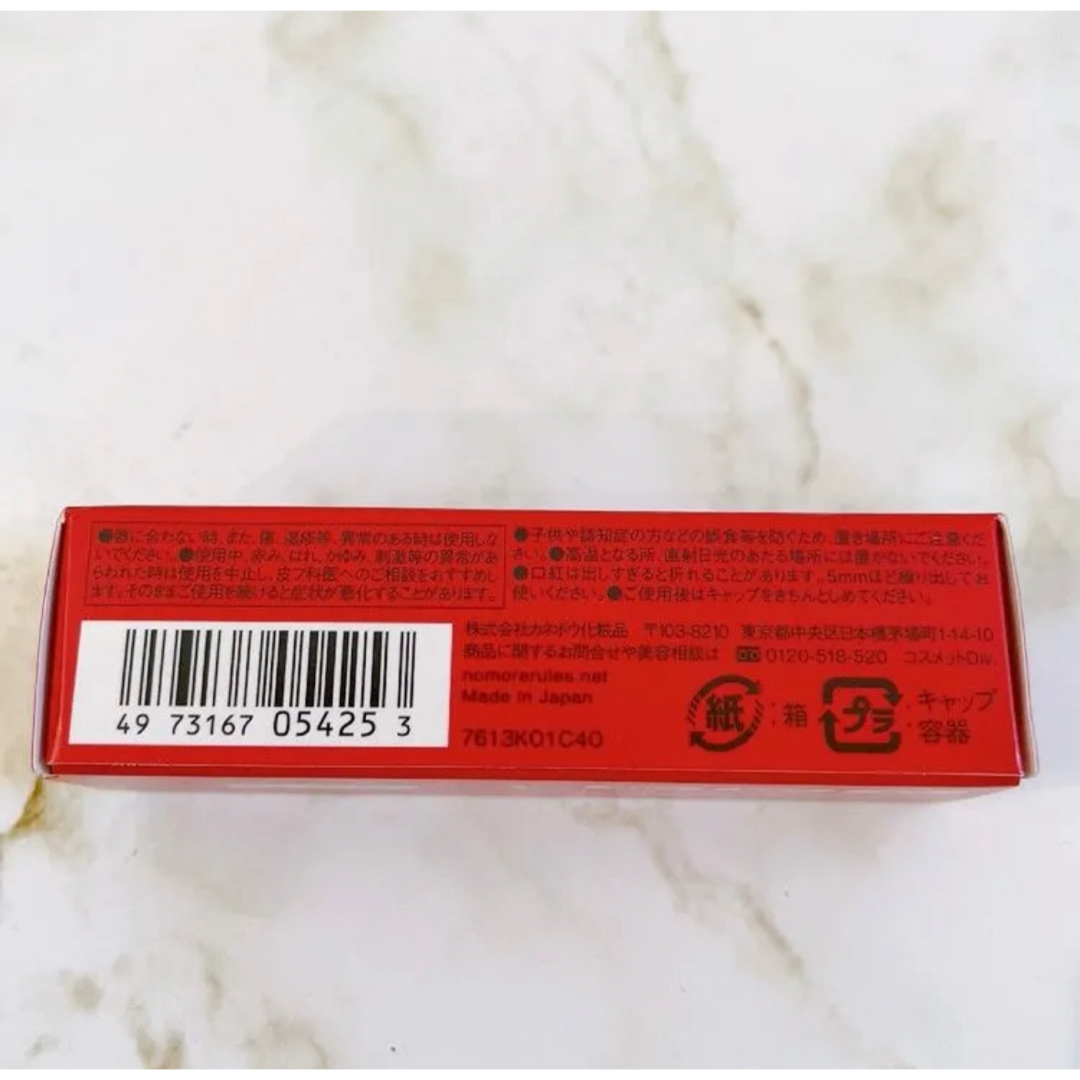 ●唇に合わない時、また、傷、湿疹等、異常のある時は使用しな
いでください。●使用中、赤み、はれ、かゆみ、刺激等の異常があ
らわれた時は使用を中止し、皮フ科医へのご相談をおすすめしま
す。そのままご使用を続けると症状が悪化することがあります。
●子供や認知症の方などの誤食等を防ぐため、置き場所にご注意くだ
さい。●高温となる所、直射日光のあたる場所には置かないでください。
●口紅は出しすぎると折れることがあります。5mmほど繰り出してお
使いください。●ご使用後はキャップをきちんとしめてください。
株式会社カネボウ化粧品 〒103-8210 東京都中央区日本橋茅場町1-14-10
商品に関するお問合せや美容相談は 0120-518-520 コスメットDw.
nomorerules.net
Made in Japan
7613K01C40
紙 :箱 プラ :キャップ
容器
49 73167 05425 3